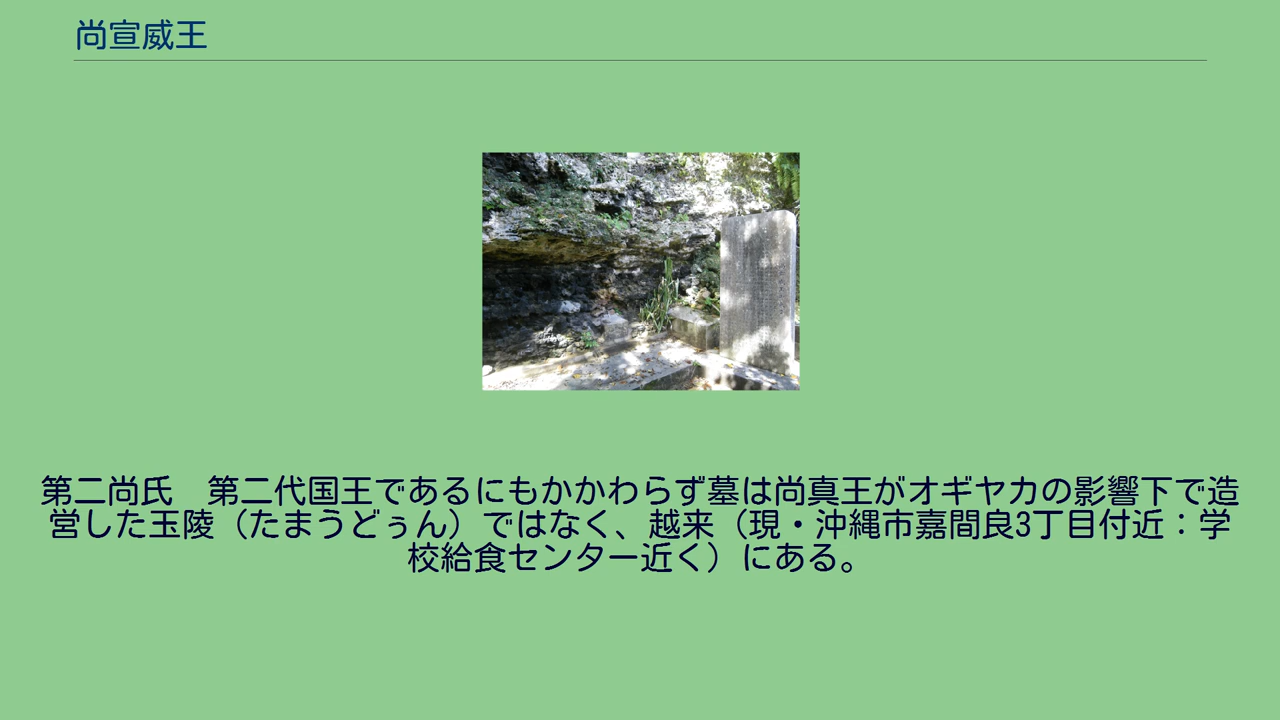 尚宣威王
第二尚氏　第二代国王であるにもかかわらず墓は尚真王がオギヤカの影響下で造
営した玉陵（たまうどぅん）ではなく、越来（現・沖縄市嘉間良3丁目付近：学
校給食センター近く）にある。